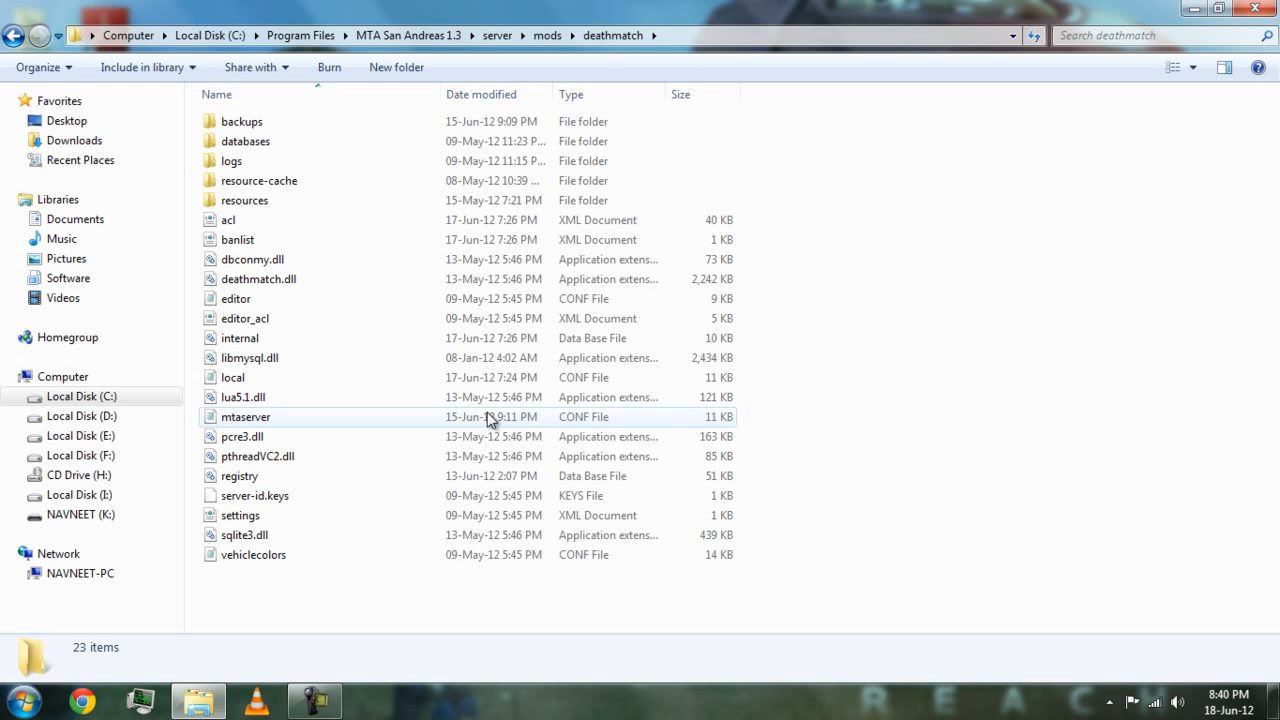 Computer Local Disk (C:) Program Files MTA San Andreas 1.3 server mods deathmatch Search deathmatch
Organize Include in library Share with Burn New folder
Name Date modified Type Size
Favorites
Desktop
Downloads
Recent Places
Libraries
Documents
Music
Pictures
Software
Videos
Homegroup
Computer
Local Disk (C:)
Local Disk (D:)
Local Disk (E:)
Local Disk (F:)
CD Drive (H:)
Local Disk (I:)
NAVNEET (K:)
Network
NAVNEET-PC
backups 15-Jun-12 9:09 PM File folder
databases 09-May-12 11:23 P... File folder
logs 09-May-12 11:15 P... File folder
resource-cache 08-May-12 10:39 ... File folder
resources 15-May-12 7:21 PM File folder
acl 17-Jun-12 7:26 PM XML Document 40 KB
banlist 17-Jun-12 7:26 PM XML Document 1 KB
dbconmy.dll 13-May-12 5:46 PM Application extens... 73 KB
deathmatch.dll 13-May-12 5:46 PM Application extens... 2,242 KB
editor 09-May-12 5:45 PM CONF File 9 KB
editor_acl 09-May-12 5:45 PM XML Document 5 KB
internal 17-Jun-12 7:26 PM Data Base File 10 KB
libmysql.dll 08-Jan-12 4:02 AM Application extens... 2,434 KB
local 17-Jun-12 7:24 PM CONF File 11 KB
lua5.1.dll 13-May-12 5:46 PM Application extens... 121 KB
mtaserver 9:11 PM CONF File 11 KB
pcre3.dll 13-May-12 5:46 PM Application extens... 163 KB
pthreadVC2.dll 13-May-12 5:46 PM Application extens... 85 KB
registry 13-Jun-12 2:07 PM Data Base File 51 KB
server-id.keys 09-May-12 5:45 PM KEYS File 1 KB
settings 09-May-12 5:45 PM XML Document 1 KB
sqlite3.dll 13-May-12 5:46 PM Application extens... 439 KB
vehiclecolors 09-May-12 5:45 PM CONF File 14 KB
23 items
R E A C
8:40 PM
18-Jun-12